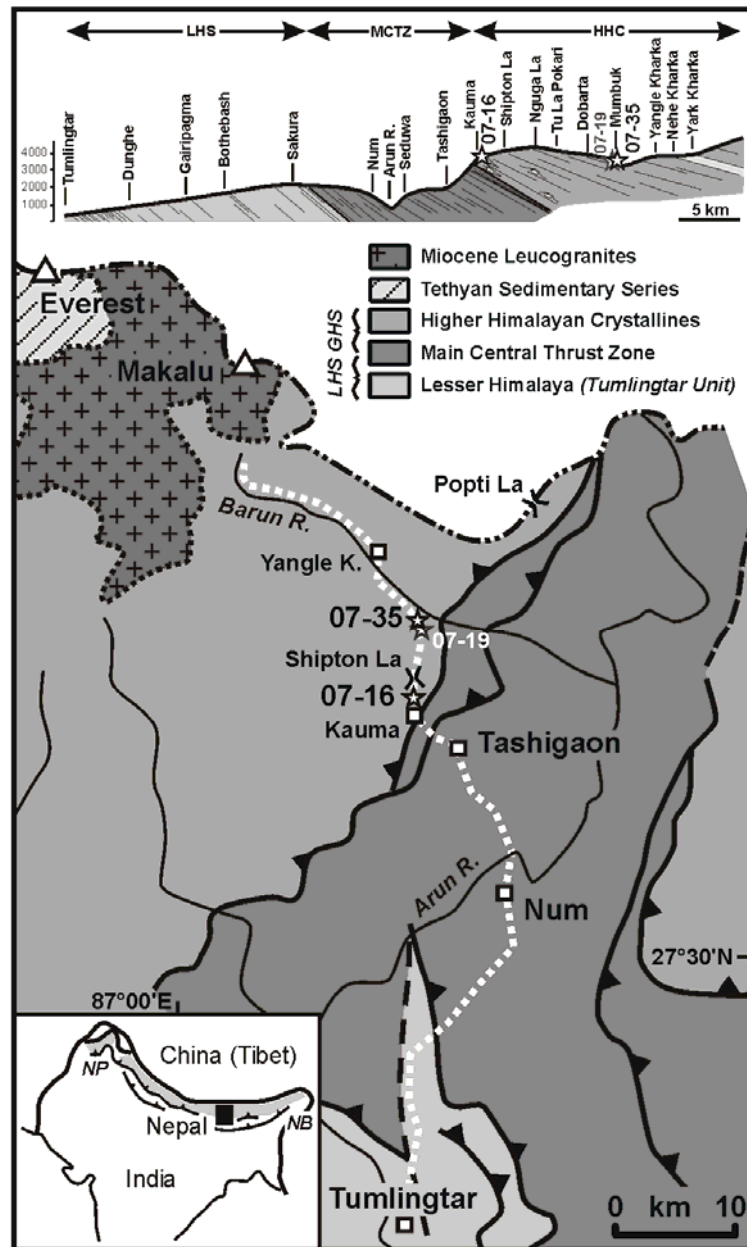 LHS MCTZ HHC
Tumlingtar
Dunghe
Gairipagma
Bothebash
Sakura
Num
Arun R.
Seduwa
Tashigaon
Kauma
07-16
Shipton La
Nguga La
Tu La Pokari
Dobarta
07-19
Mumbuk
07-35
Yangle Kharka
Nehe Kharka
Yark Kharka
4000
3000
2000
1000
5 km
Miocene Leucogranites
Tethyan Sedimentary Series
Higher Himalayan Crystallines
Main Central Thrust Zone
Lesser Himalaya (Tumlingtar Unit)
LHS GHS
Everest
Makalu
Popti La
Barun R.
Yangle K.
07-35
07-19
Shipton La
07-16
Kauma
Tashigaon
Arun R.
Num
27°30'N
87°00'E
China (Tibet)
NP
Nepal
NB
India
Tumlingtar
0 km 10